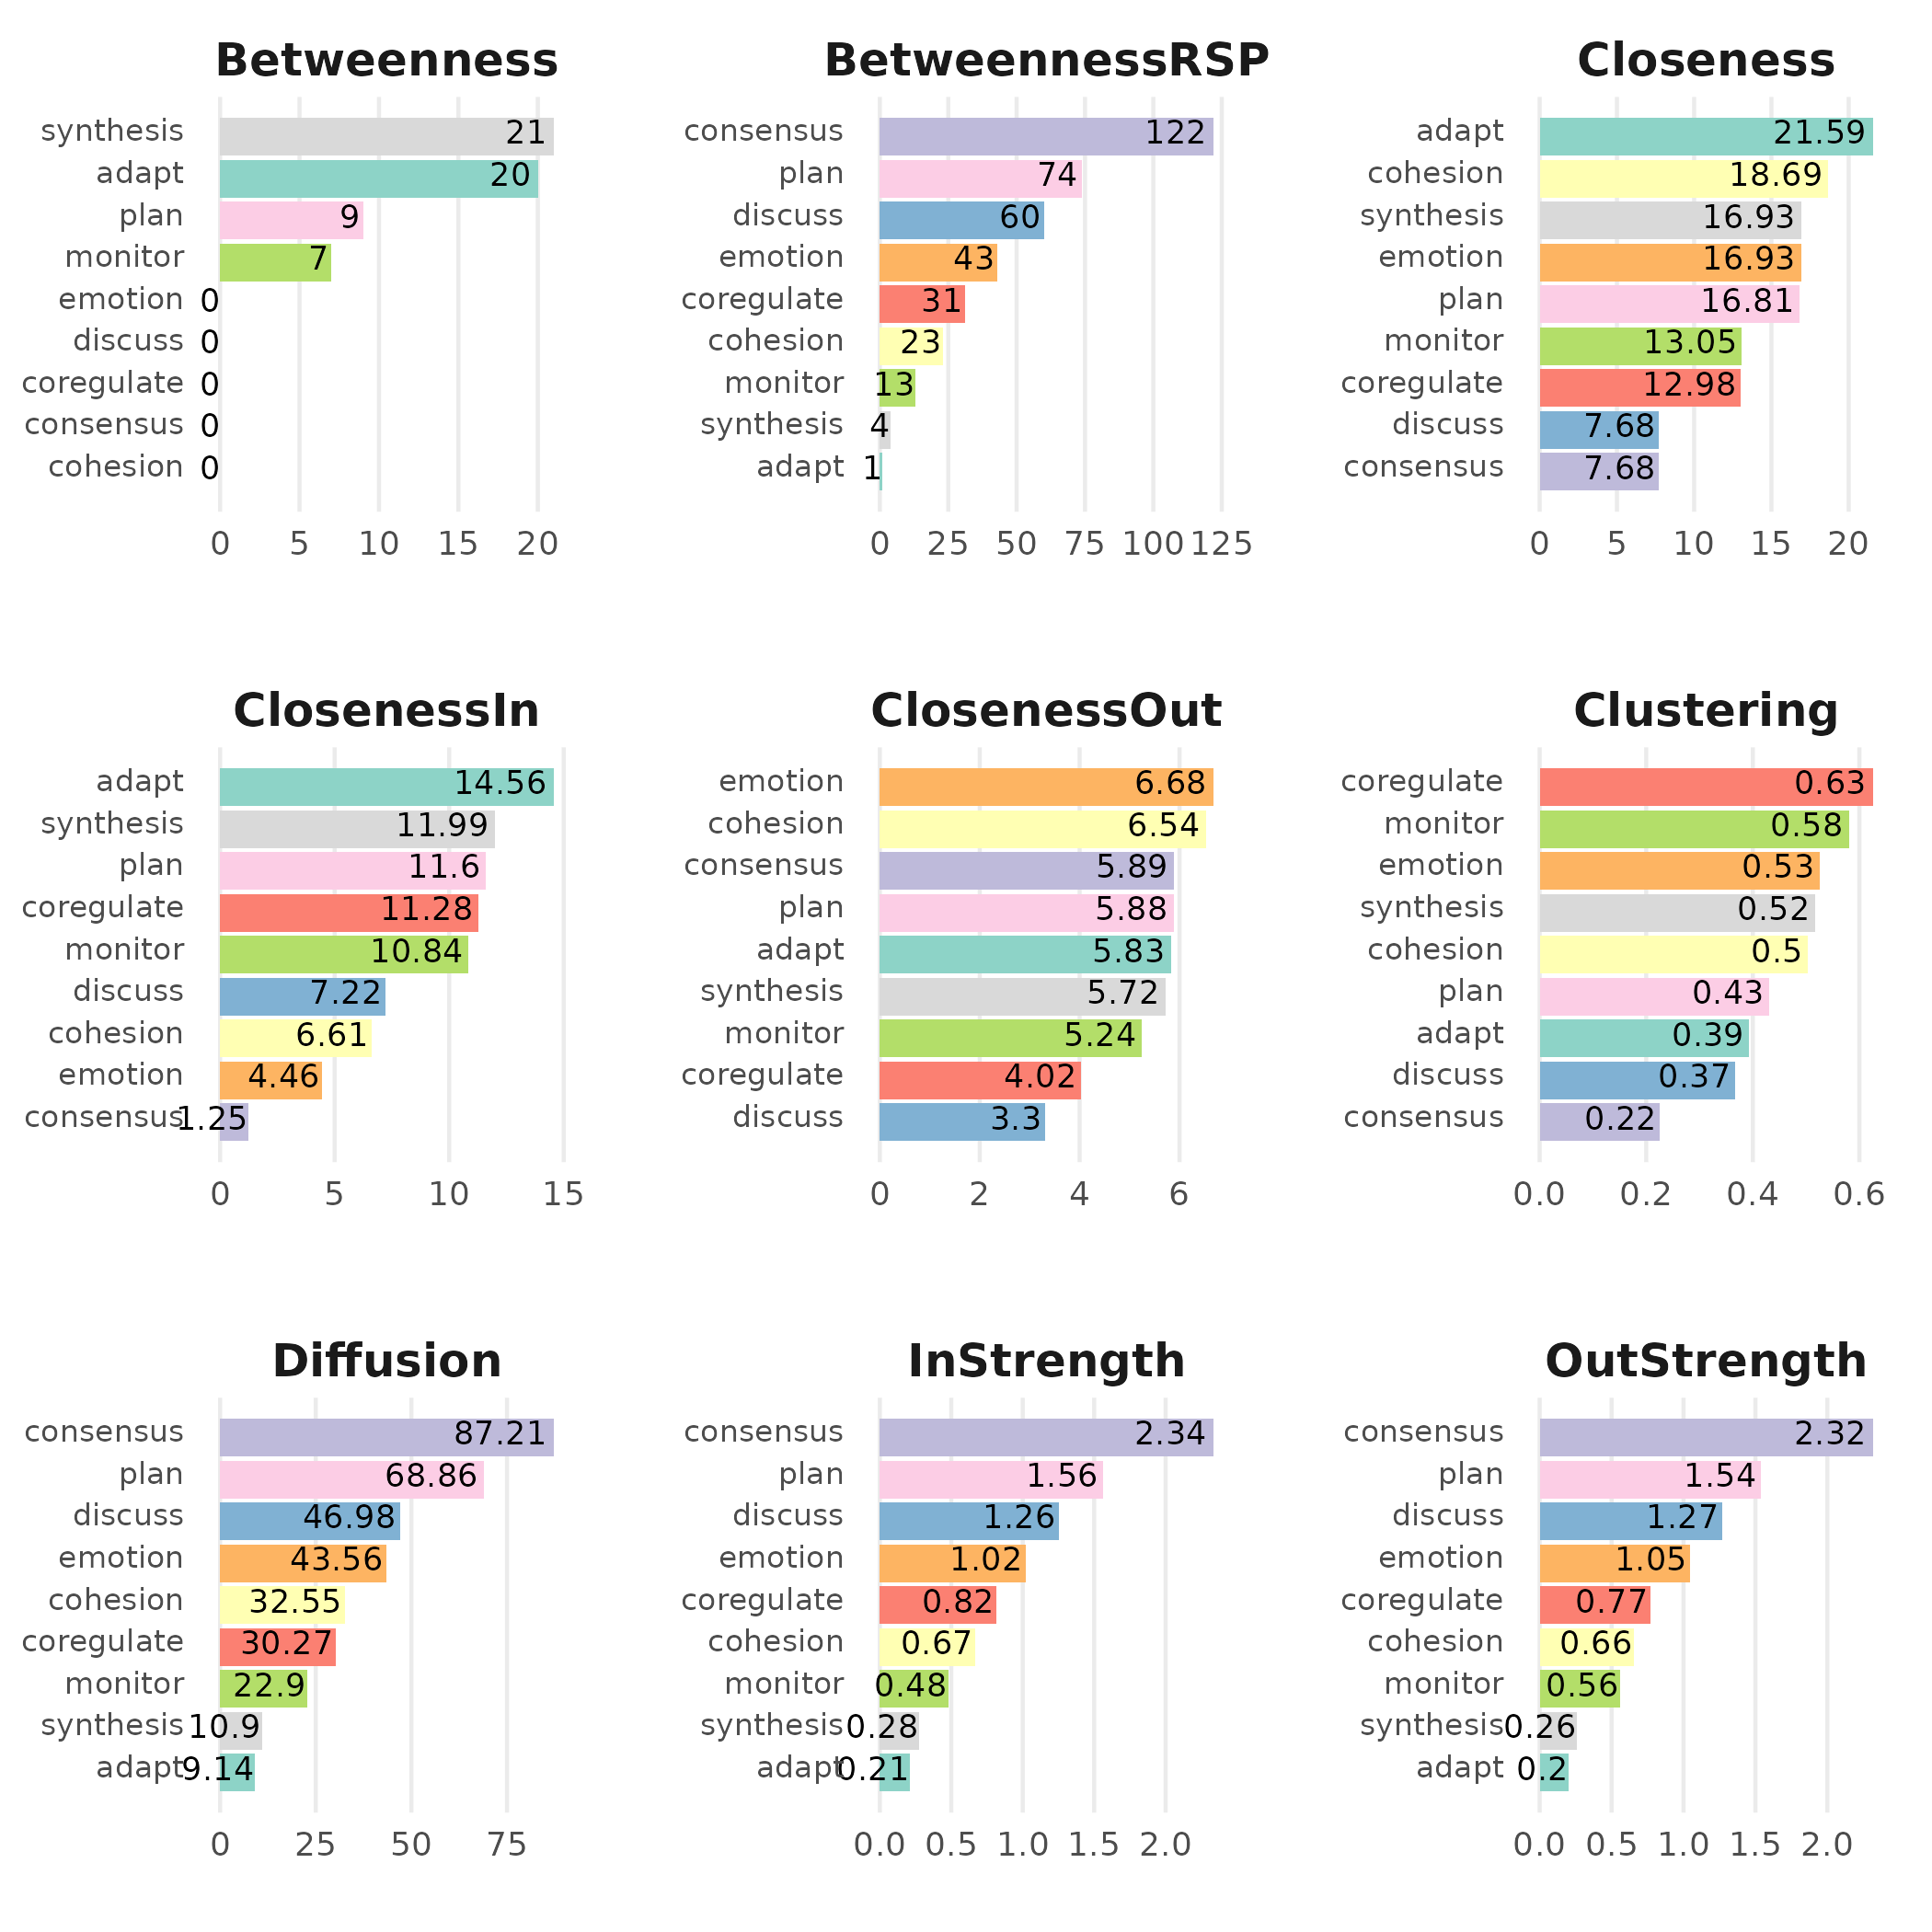 Betweenness
synthesis 21
adapt 20
plan 9
monitor 7
emotion 0
discuss 0
coregulate 0
consensus 0
cohesion 0
0 5 10 15 20
BetweennessRSP
consensus 122
plan 74
discuss 60
emotion 43
coregulate 31
cohesion 23
monitor 13
synthesis 4
adapt 1
0 25 50 75 100 125
Closeness
adapt 21.59
cohesion 18.69
synthesis 16.93
emotion 16.93
plan 16.81
monitor 13.05
coregulate 12.98
discuss 7.68
consensus 7.68
0 5 10 15 20
ClosenessIn
adapt 14.56
synthesis 11.99
plan 11.6
coregulate 11.28
monitor 10.84
discuss 7.22
cohesion 6.61
emotion 4.46
consensus 1.25
0 5 10 15
ClosenessOut
emotion 6.68
cohesion 6.54
consensus 5.89
plan 5.88
adapt 5.83
synthesis 5.72
monitor 5.24
coregulate 4.02
discuss 3.3
0 2 4 6
Clustering
coregulate 0.63
monitor 0.58
emotion 0.53
synthesis 0.52
cohesion 0.5
plan 0.43
adapt 0.39
discuss 0.37
consensus 0.22
0.0 0.2 0.4 0.6
Diffusion
consensus 87.21
plan 68.86
discuss 46.98
emotion 43.56
cohesion 32.55
coregulate 30.27
monitor 22.9
synthesis 10.9
adapt 9.14
0 25 50 75
InStrength
consensus 2.34
plan 1.56
discuss 1.26
emotion 1.02
coregulate 0.82
cohesion 0.67
monitor 0.48
synthesis 0.28
adapt 0.21
0.0 0.5 1.0 1.5 2.0
OutStrength
consensus 2.32
plan 1.54
discuss 1.27
emotion 1.05
coregulate 0.77
cohesion 0.66
monitor 0.56
synthesis 0.26
adapt 0.2
0.0 0.5 1.0 1.5 2.0